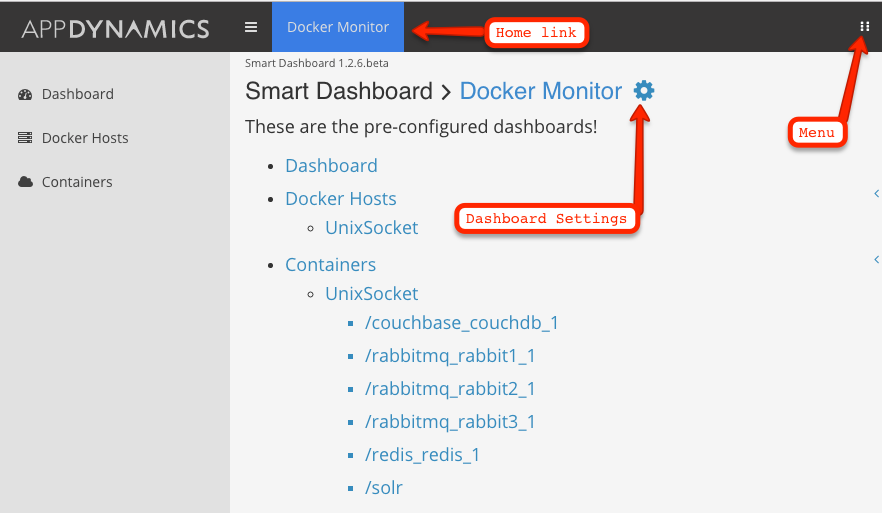 APPDYNAMICS
Docker Monitor
Home link
Smart Dashboard 1.2.6.beta
Smart Dashboard > Docker Monitor
Menu
These are the pre-configured dashboards!
Dashboard
Docker Hosts
Containers
Dashboard
Docker Hosts
UnixSocket
Dashboard Settings
Containers
UnixSocket
/couchbase_couchdb_1
/rabbitmq_rabbit1_1
/rabbitmq_rabbit2_1
/rabbitmq_rabbit3_1
/redis_redis_1
/solr